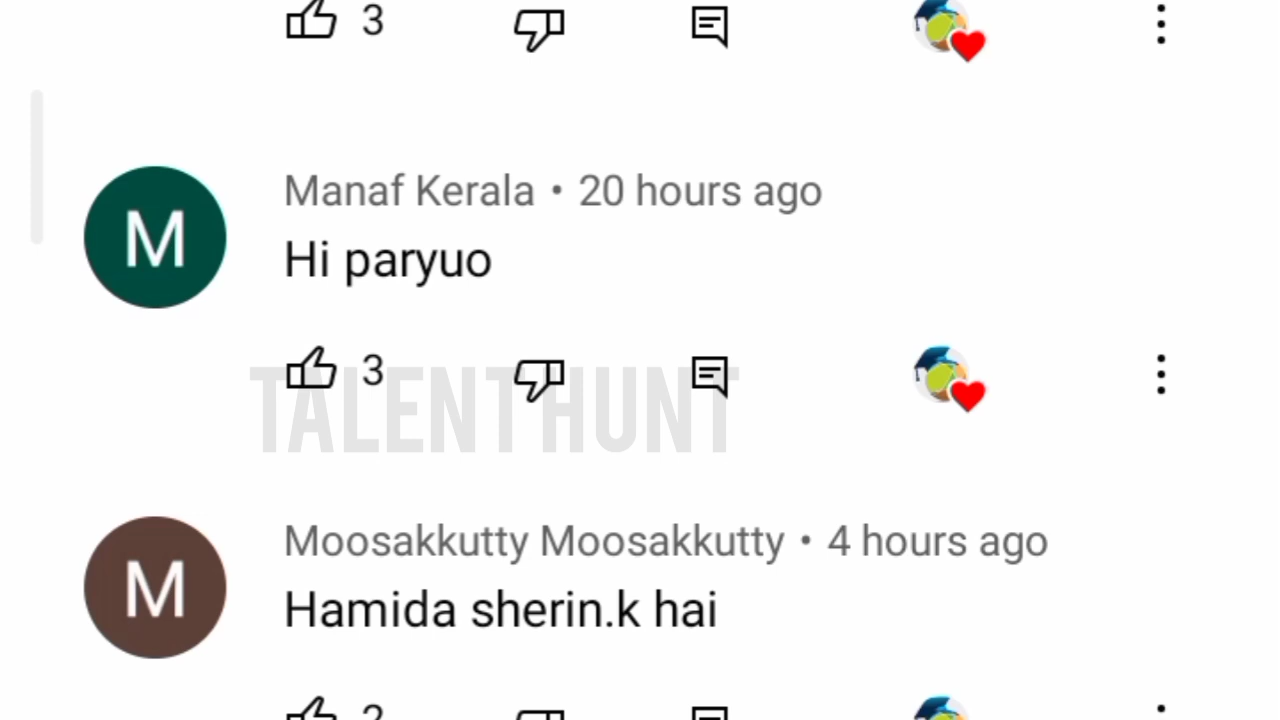 3
Manaf Kerala • 20 hours ago
M
Hi paryuo
3
TALENT HUNT
Moosakkutty Moosakkutty • 4 hours ago
M
Hamida sherin.k hai
2